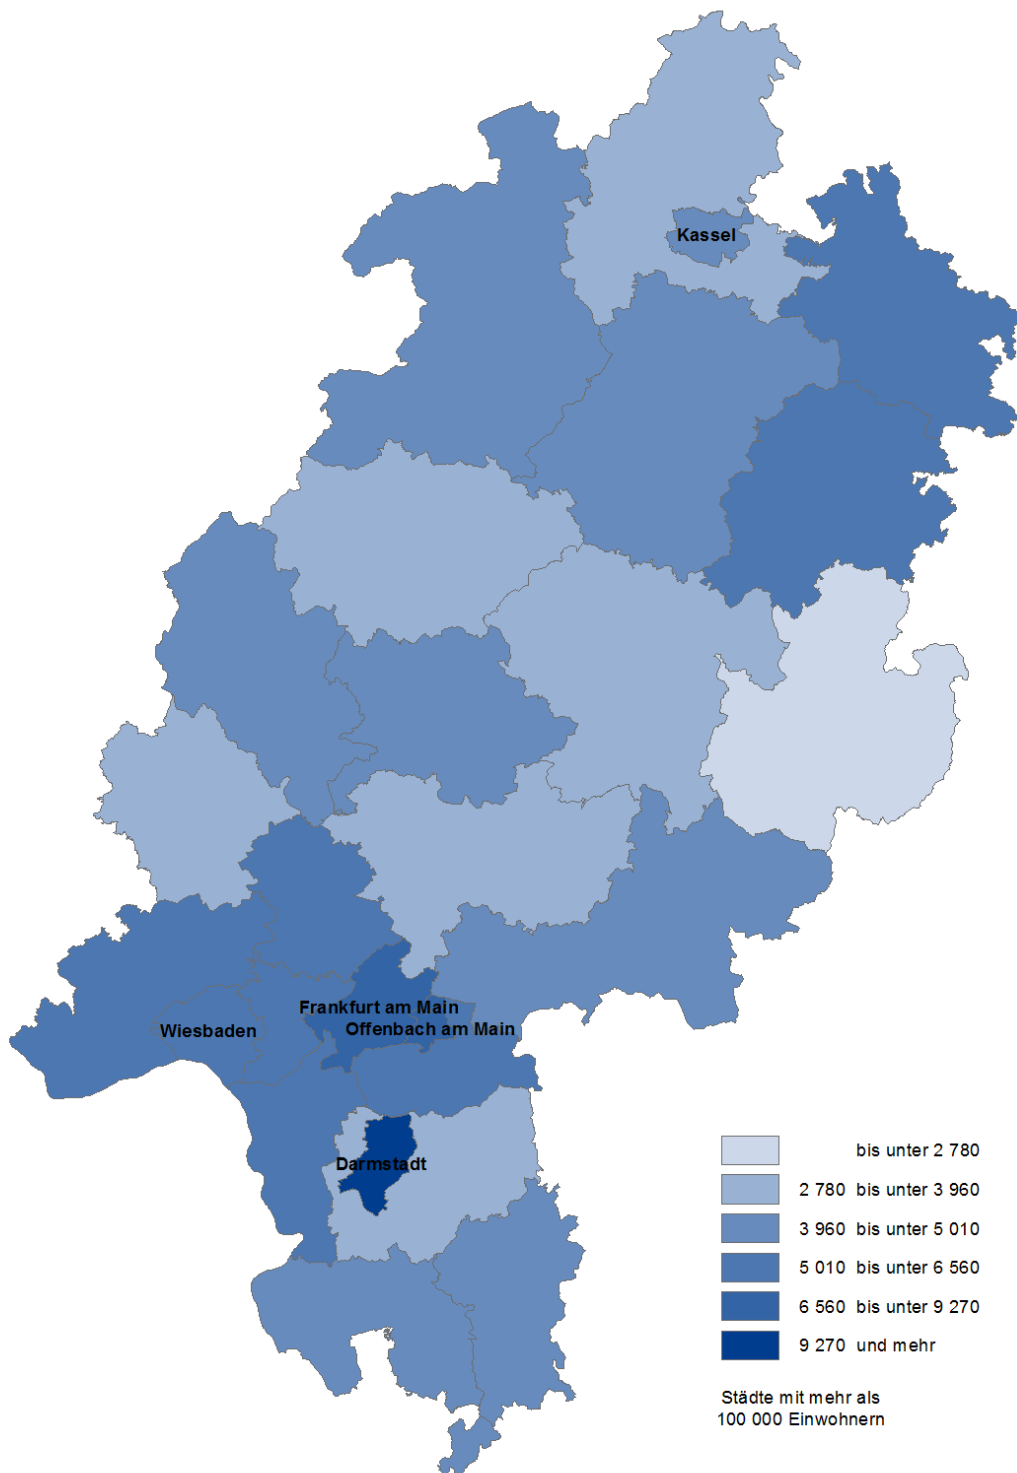 Kassel
Frankfurt am Main
Offenbach am Main
Wiesbaden
Darmstadt
bis unter 2 780
2 780 bis unter 3 960
3 960 bis unter 5 010
5 010 bis unter 6 560
6 560 bis unter 9 270
9 270 und mehr
Städte mit mehr als
100 000 Einwohnern